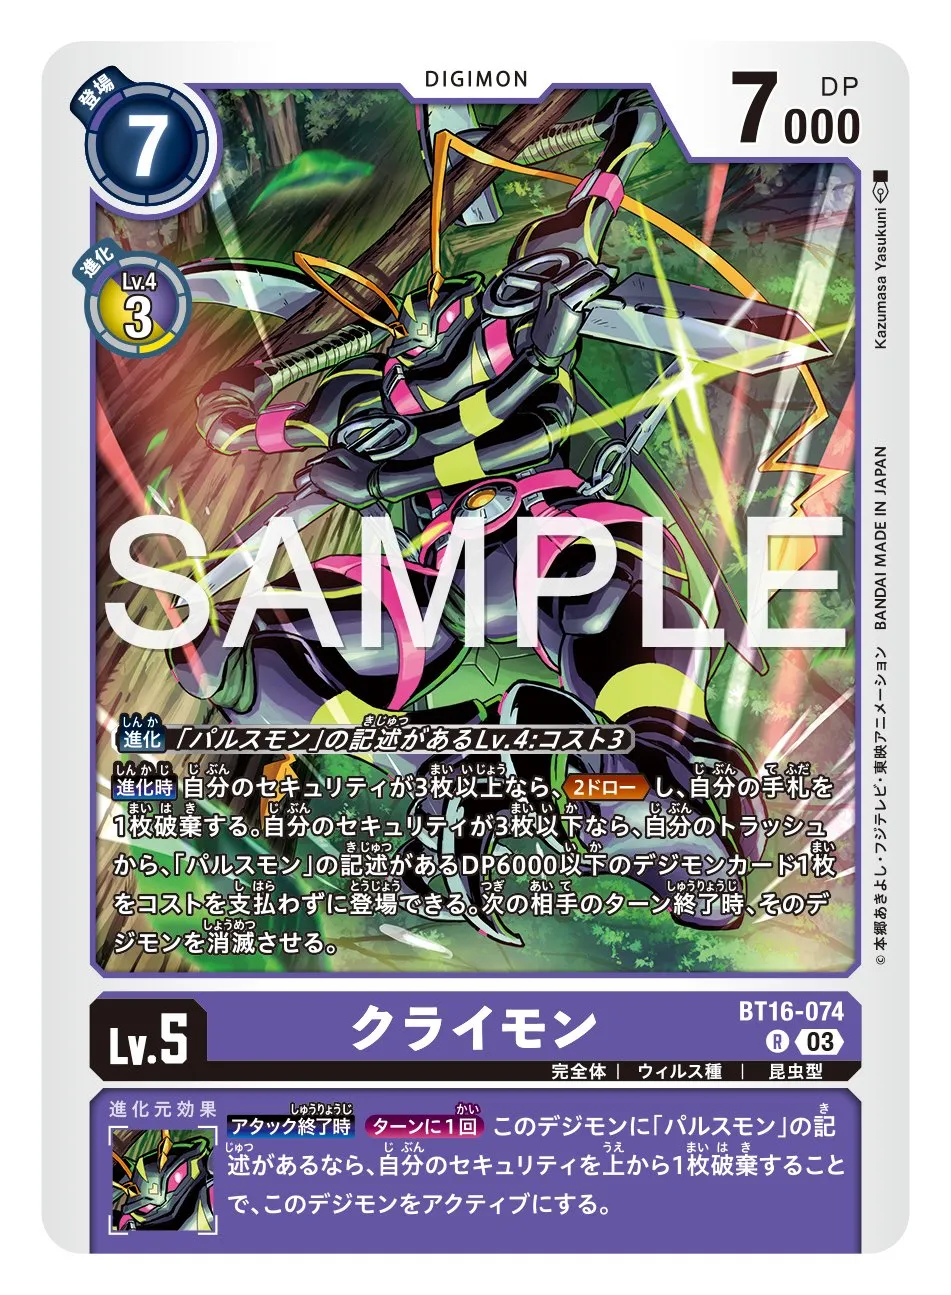 DIGIMON
登場
7
7000
DP
進化
Lv.4
3
Kazumasa Yasukuni
BANDAI MADE IN JAPAN
©本郷あきよし・フジテレビ・東映アニメーション
SAMPLE
進化 「パルスモン」の記述があるLv.4:コスト3
進化時 自分のセキュリティが3枚以上なら、2ドロー し、自分の手札を
1枚破棄する。自分のセキュリティが3枚以下なら、自分のトラッシュ
から、「パルスモン」の記述があるDP6000以下のデジモンカード1枚
をコストを支払わずに登場できる。次の相手のターン終了時、そのデ
ジモンを消滅させる。
Lv.5
クライモン
BT16-074
R 03
完全体 | ウィルス種 | 昆虫型
進化元効果
アタック終了時 ターンに1回 このデジモンに「パルスモン」の記
述があるなら、自分のセキュリティを上から1枚破棄すること
で、このデジモンをアクティブにする。